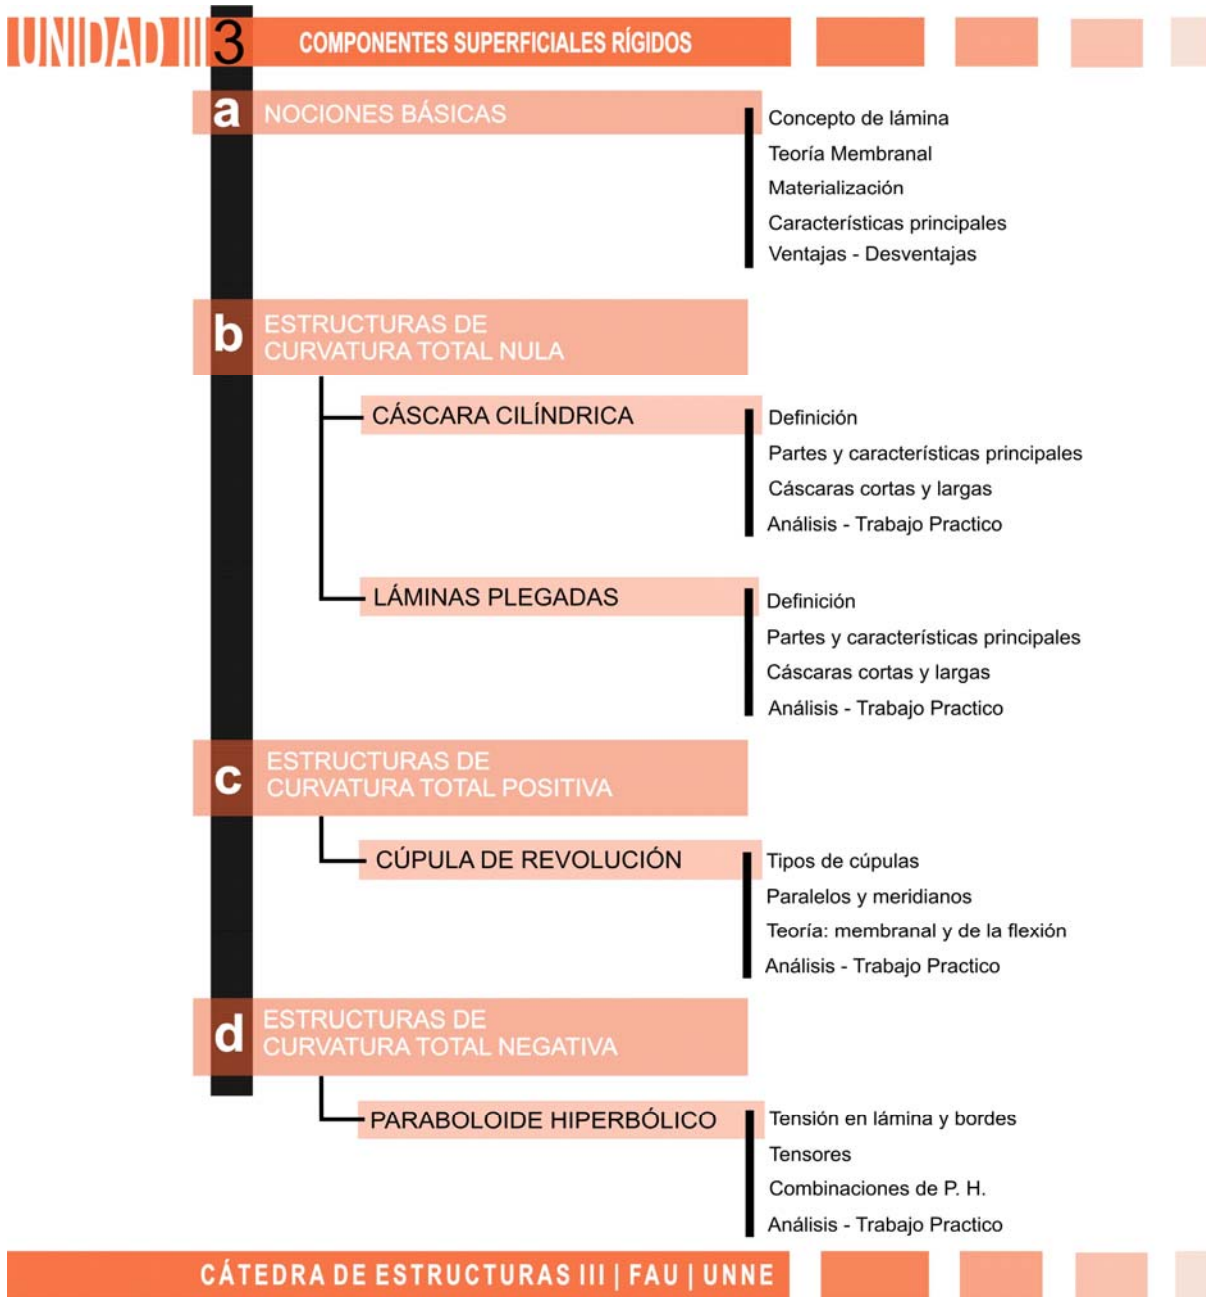 UNIDAD III 3 COMPONENTES SUPERFICIALES RÍGIDOS
a NOCIONES BÁSICAS
Concepto de lámina
Teoría Membranal
Materialización
Características principales
Ventajas - Desventajas
b ESTRUCTURAS DE
CURVATURA TOTAL NULA
CÁSCARA CILÍNDRICA
Definición
Partes y características principales
Cáscaras cortas y largas
Análisis - Trabajo Practico
LÁMINAS PLEGADAS
Definición
Partes y características principales
Cáscaras cortas y largas
Análisis - Trabajo Practico
c ESTRUCTURAS DE
CURVATURA TOTAL POSITIVA
CÚPULA DE REVOLUCIÓN
Tipos de cúpulas
Paralelos y meridianos
Teoría: membranal y de la flexión
Análisis - Trabajo Practico
d ESTRUCTURAS DE
CURVATURA TOTAL NEGATIVA
PARABOLOIDE HIPERBÓLICO
Tensión en lámina y bordes
Tensores
Combinaciones de P. H.
Análisis - Trabajo Practico
CÁTEDRA DE ESTRUCTURAS III | FAU | UNNE